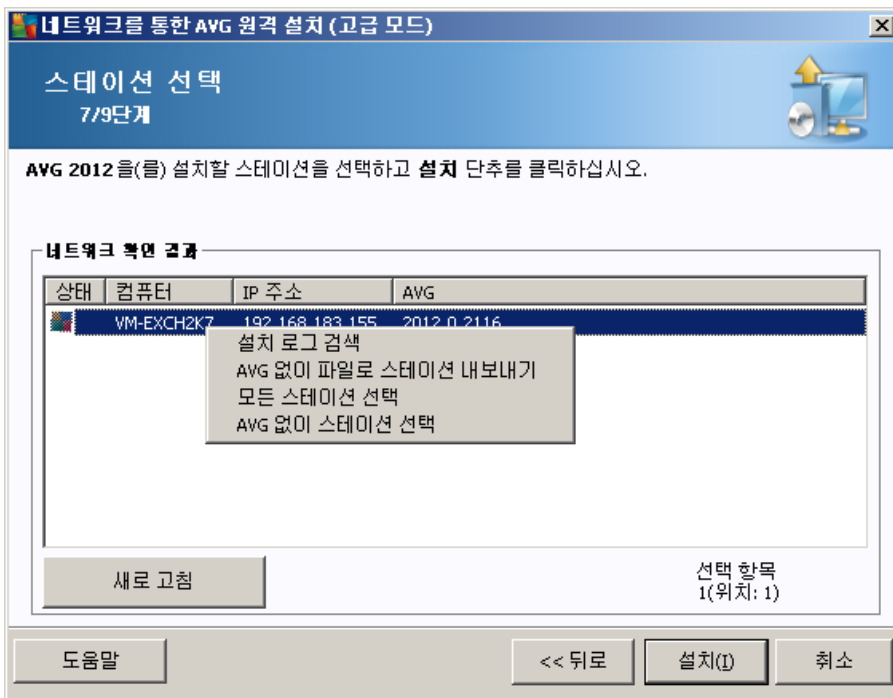 네트워크를 통한 AVG 원격 설치 (고급 모드)
스테이션 선택
7/9단계
AVG 2012을(를) 설치할 스테이션을 선택하고 설치 단추를 클릭하십시오.
네트워크 확인 결과
상태 컴퓨터 IP 주소 AVG
VM-EXCH2K7 192.168.183.155 2012.0.2116
설치 로그 검색
AVG 없이 파일로 스테이션 내보내기
모든 스테이션 선택
AVG 없이 스테이션 선택
새로 고침
선택 항목
1(위치: 1)
도움말 << 뒤로 설치(I) 취소